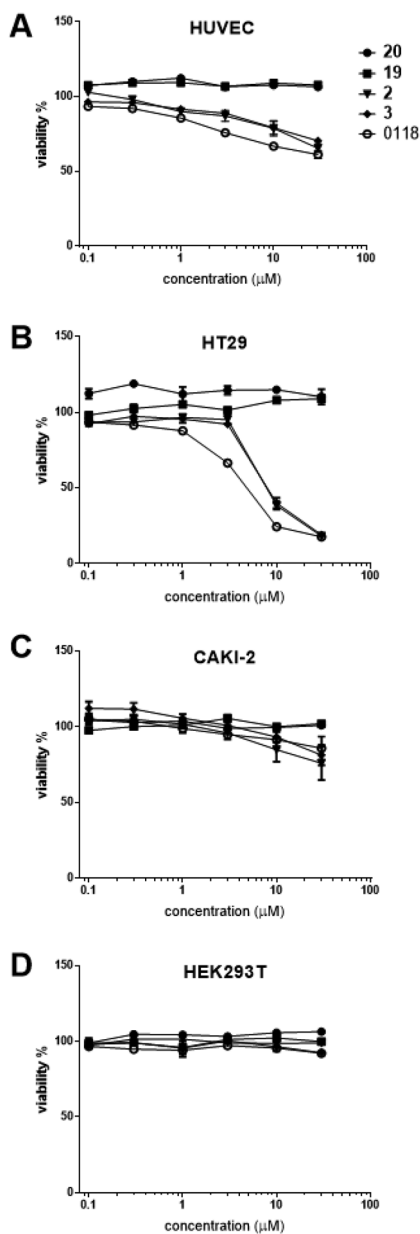 A
HUVEC
20
19
2
3
0118
150
100
50
0
viability %
0.1
1
10
100
concentration (μM)
B
HT29
150
100
50
0
viability %
0.1
1
10
100
concentration (μM)
C
CAKI-2
150
100
50
0
viability %
0.1
1
10
100
concentration (μM)
D
HEK293T
150
100
50
0
viability %
0.1
1
10
100
concentration (μM)